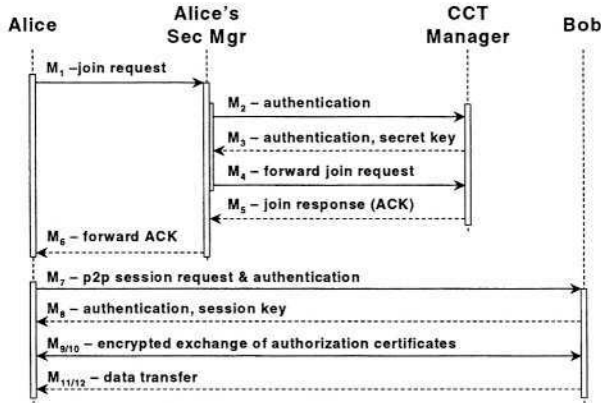 Alice
Alice's
Sec Mgr
CCT
Manager
Bob
M1 –join request
M2 – authentication
M3 – authentication, secret key
M4 – forward join request
M5 – join response (ACK)
M6 – forward ACK
M7 – p2p session request & authentication
M8 – authentication, session key
M9/10 – encrypted exchange of authorization certificates
M11/12 – data transfer